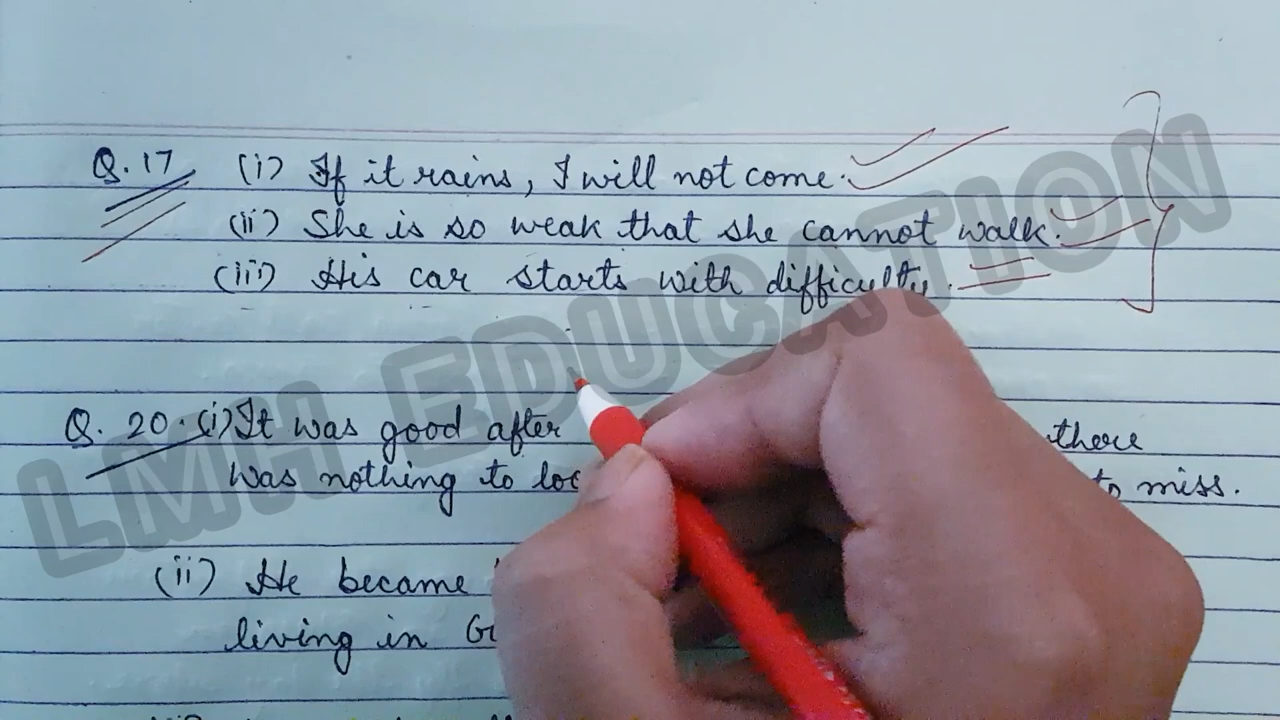 Q. 17 (i) If it rains, I will not come.
(ii) She is so weak that she cannot walk.
(iii) His car starts with difficulty.
Q. 20. (i) It was good after there
was nothing to to miss.
(ii) He became
living in
LMH EDUCATION